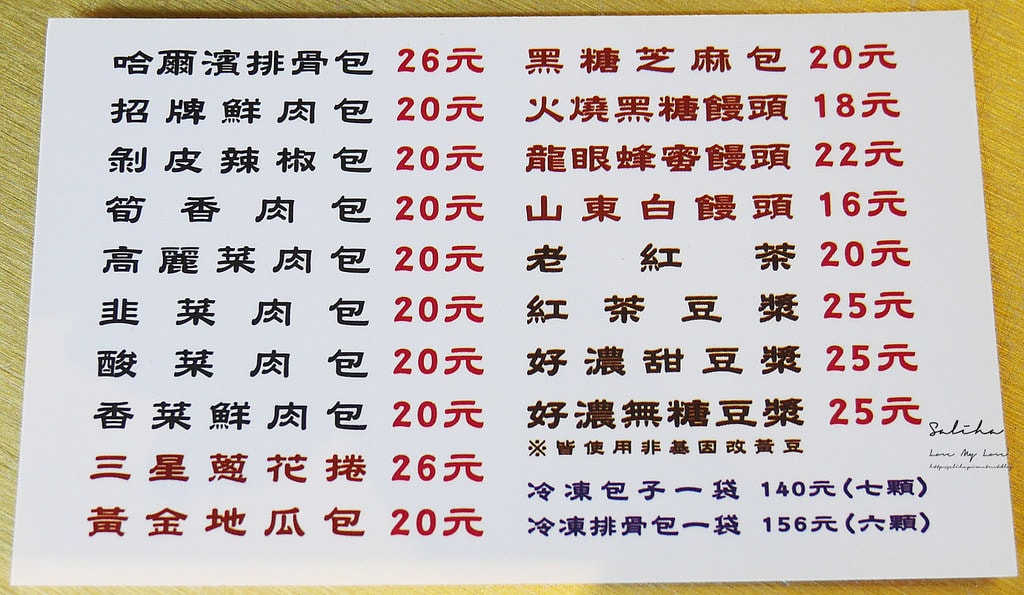 哈爾濱排骨包 26元
招牌鮮肉包 20元
剝皮辣椒包 20元
筍香肉包 20元
高麗菜肉包 20元
韭菜肉包 20元
酸菜肉包 20元
香菜鮮肉包 20元
三星蔥花捲 26元
黃金地瓜包 20元
黑糖芝麻包 20元
火燒黑糖饅頭 18元
龍眼蜂蜜饅頭 22元
山東白饅頭 16元
老紅茶 20元
紅茶豆漿 25元
好濃甜豆漿 25元
好濃無糖豆漿 25元
※皆使用非基因改黃豆
冷凍包子一袋 140元(七顆)
冷凍排骨包一袋 156元(六顆)
Saliha
Love My Love